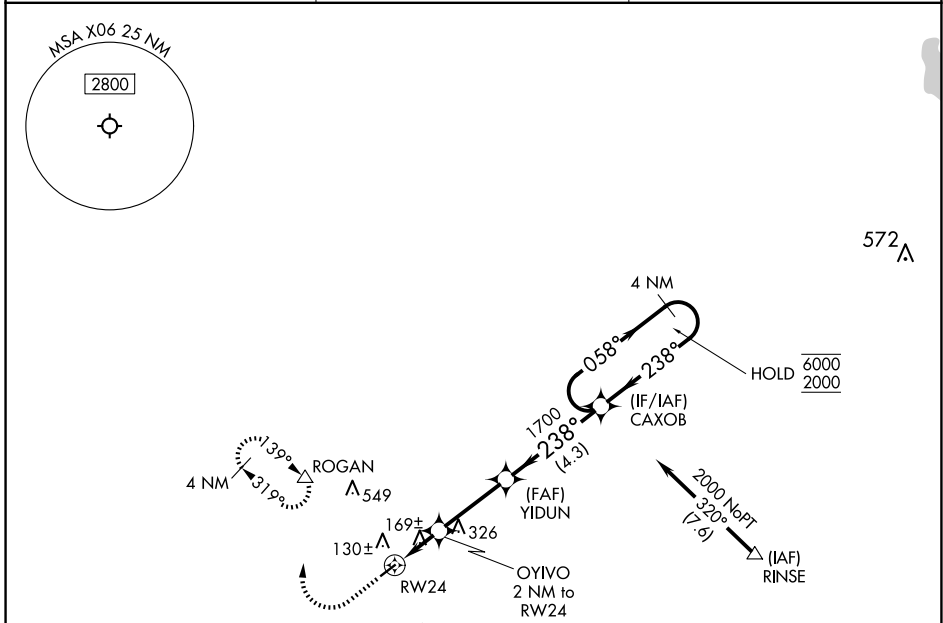 MSA X06 25 NM
2800
572
4 NM
058°
238°
HOLD 6000
2000
(IF/IAF)
CAXOB
1700
238°
(4.3)
139°
ROGAN
4 NM
319°
549
(FAF)
YIDUN
2000 NoPT
320°
(7.6)
169±
326
130±
(IAF)
RINSE
RW24
OYIVO
2 NM to
RW24